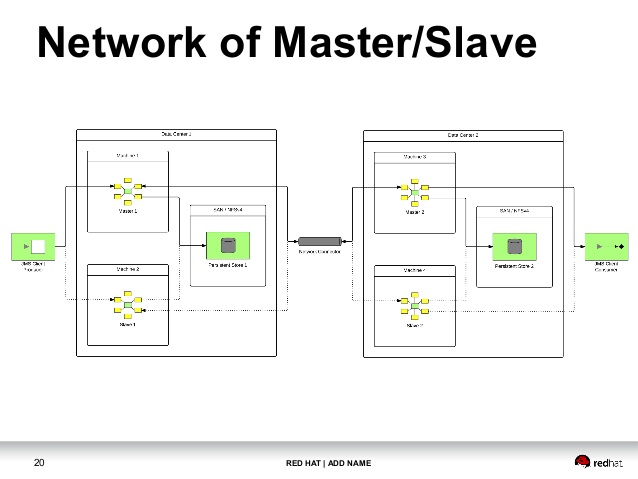 Network of Master/Slave
Data Center 1
Data Center 2
Machine 1
Machine 3
Master 1
Master 2
SAN / NFSv4
SAN / NFSv4
Network Connector
JMS Client
Producer
Persistent Store 1
Persistent Store 2
JMS Client
Consumer
Machine 2
Machine 4
Slave 1
Slave 2
20
RED HAT | ADD NAME
redhat.